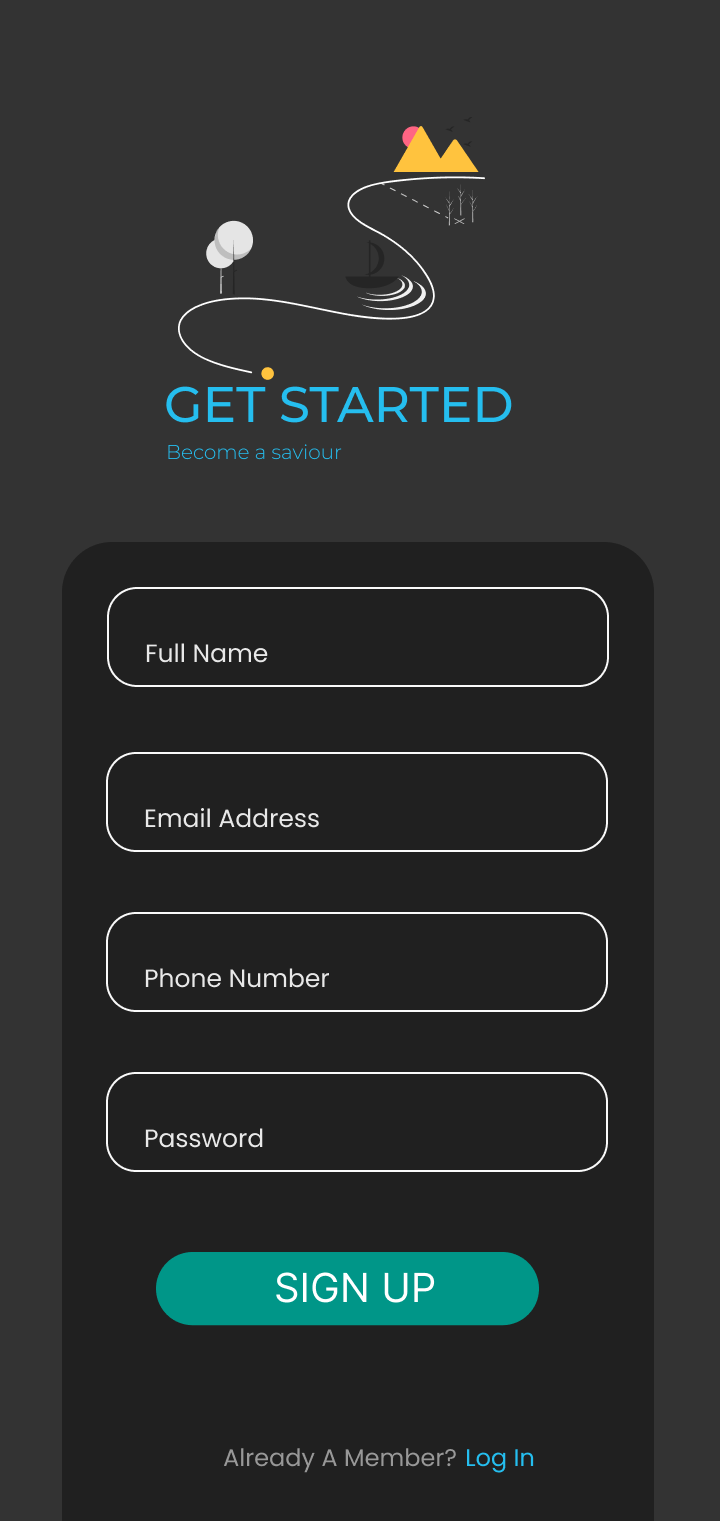 GET STARTED
Become a saviour
Full Name
Email Address
Phone Number
Password
SIGN UP
Already A Member? Log In